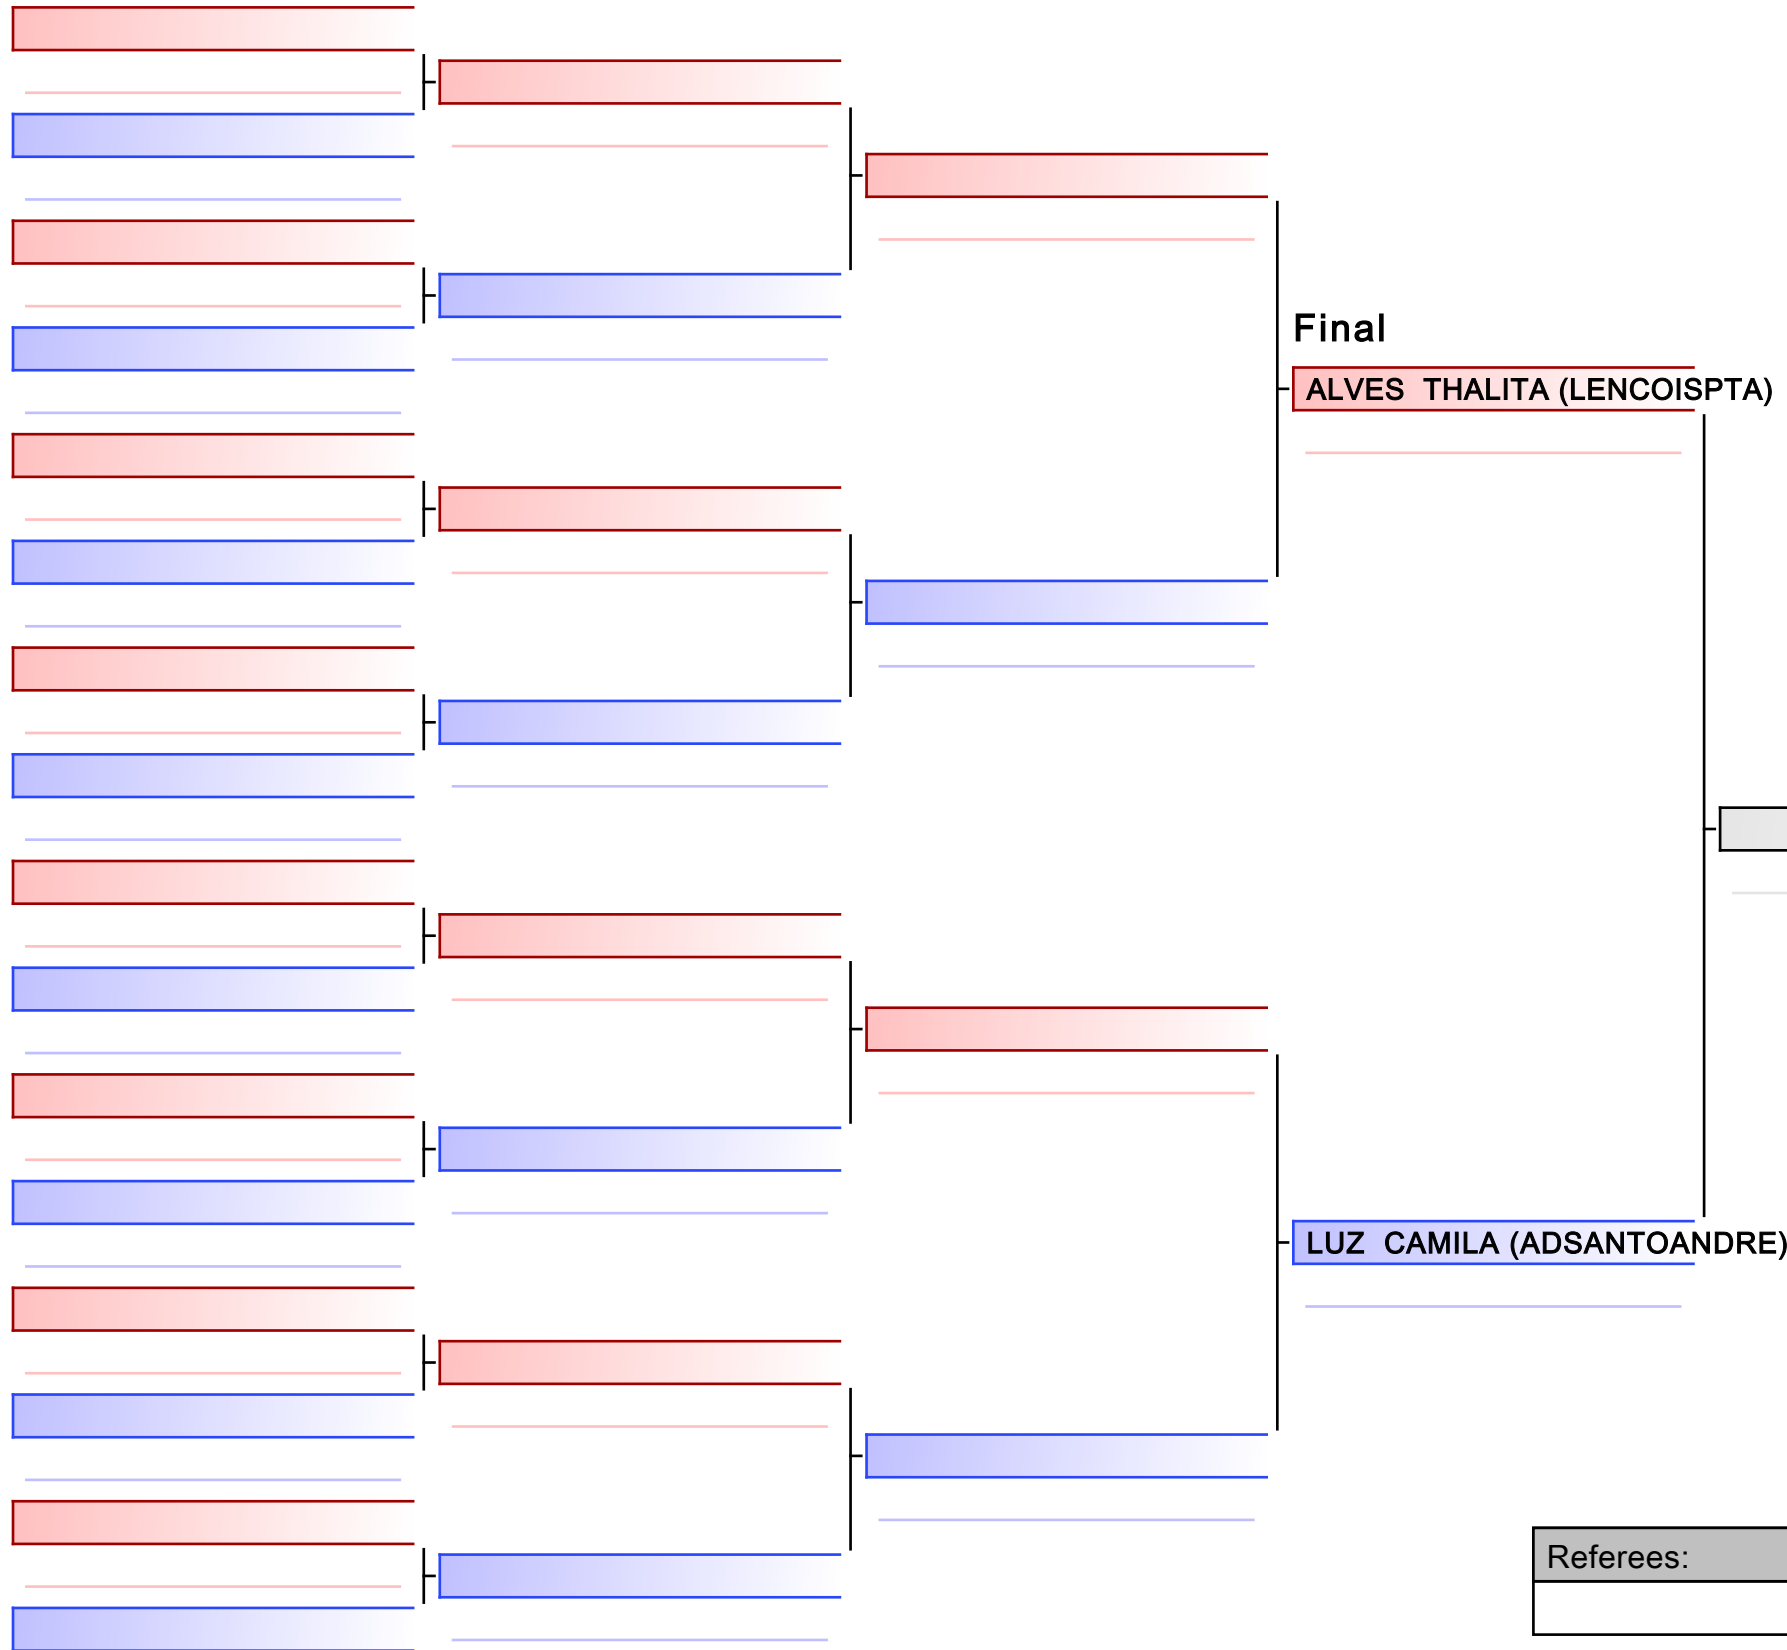 Final
ALVES THALITA (LENCOISPTA)
LUZ CAMILA (ADSANTOANDRE)
Referees: